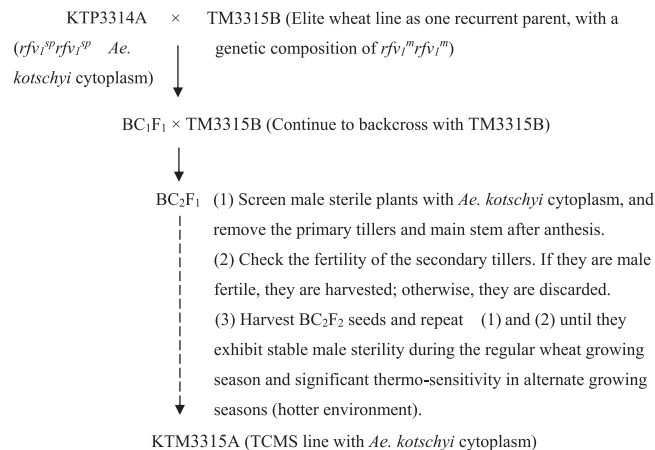 KTP3314A × TM3315B (Elite wheat line as one recurrent parent, with a
(rfv₁ˢᵖrfv₁ˢᵖ Ae. genetic composition of rfv₁ᵐrfv₁ᵐ)
kotschyi cytoplasm)
BC₁F₁ × TM3315B (Continue to backcross with TM3315B)
BC₂F₁ (1) Screen male sterile plants with Ae. kotschyi cytoplasm, and
remove the primary tillers and main stem after anthesis.
(2) Check the fertility of the secondary tillers. If they are male
fertile, they are harvested; otherwise, they are discarded.
(3) Harvest BC₂F₂ seeds and repeat (1) and (2) until they
exhibit stable male sterility during the regular wheat growing
season and significant thermo-sensitivity in alternate growing
seasons (hotter environment).
KTM3315A (TCMS line with Ae. kotschyi cytoplasm)